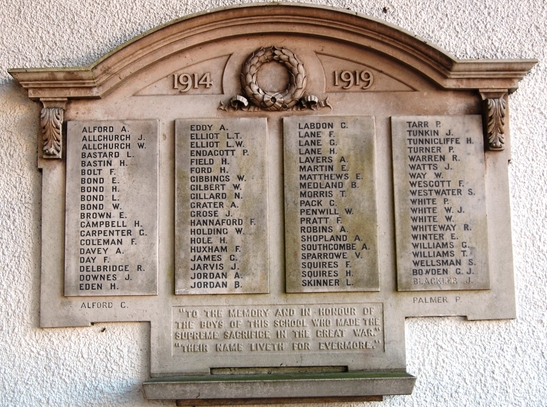 1914 1919
ALFORD A.
ALLCHURCH J.
ALLCHURCH W.
BASTARD L.
BASTIN H.
BOLT F.
BOND E.
BOND H.
BOND L.
BOND W.
BROWN E.
CAMPBELL H.
CARPENTER G.
COLEMAN F.
DAVEY A.
DAY F.
DELBRIDGE R.
DOWNES J.
EDEN H.
ALFORD C.
EDDY A.
ELLIOT L.T.
ELLIOT L.W.
ENDACOTT P.
FIELD H.
FORD H.
GIBBINGS W.
GILBERT W.
GILLARD N.
GRATER A.
GROSE J.
HANNAFORD F.
HOLDING W.
HOLE H.
HUXHAM F.
JAMES G.
JARVIS J.
JORDAN A.
JORDAN B.
LABDON C.
LANE F.
LANE G.
LANE H.
LAVERS A.
MARTIN E.
MATTHEWS E.
MEDLAND B.
MORRIS T.
PACK G.
PENWILL W.
PRATT F.
ROBINS A.
SHOPLAND A.
SOUTHCOMBE A.
SPARROWE V.
SQUIRES F.
SQUIRES H.
SKINNER L.
TARR P.
TUNKIN J.
TUNNICLIFFE H.
TURNER P.
WARREN R.
WATTS J.
WAY W.
WESCOTT F.
WESTWATER S.
WHITE P.
WHITE W. J.
WHITE W.
WHITEWAY R.
WINTER E.
WILLIAMS G.
WILLIAMS T.
WELLSMAN S.
BOWDEN G. J.
BLACKLER J.
PALMER P.
"TO THE MEMORY AND IN HONOUR OF
THE BOYS OF THIS SCHOOL WHO MADE THE
SUPREME SACRIFICE IN THE GREAT WAR."
"THEIR NAME LIVETH FOR EVERMORE."